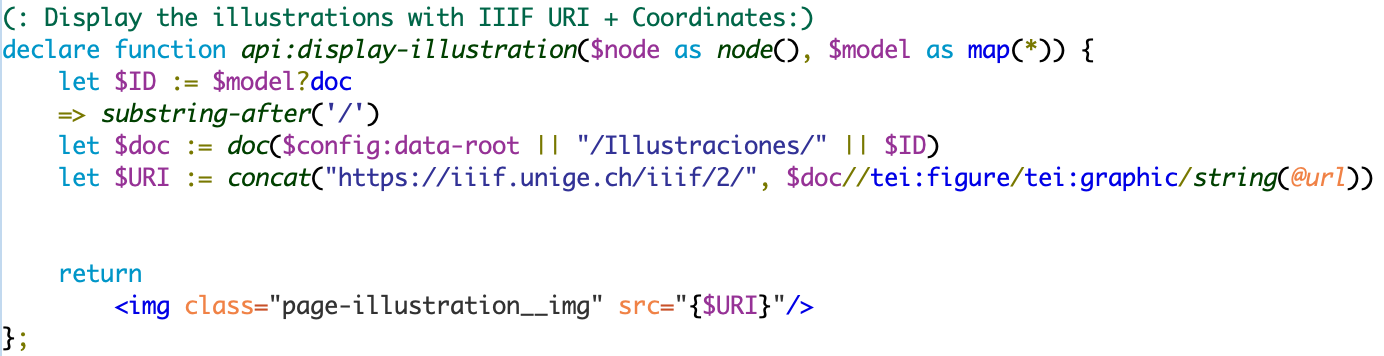 (: Display the illustrations with IIIF URI + Coordinates:)
declare function api:display-illustration($node as node(), $model as map(*)) {
    let $ID := $model?doc
    => substring-after('/')
    let $doc := doc($config:data-root || "/Illustraciones/" || $ID)
    let $URI := concat("https://iiif.unige.ch/iiif/2/", $doc//tei:figure/tei:graphic/string(@url))
    return
        <img class="page-illustration__img" src="{$URI}"/>
};